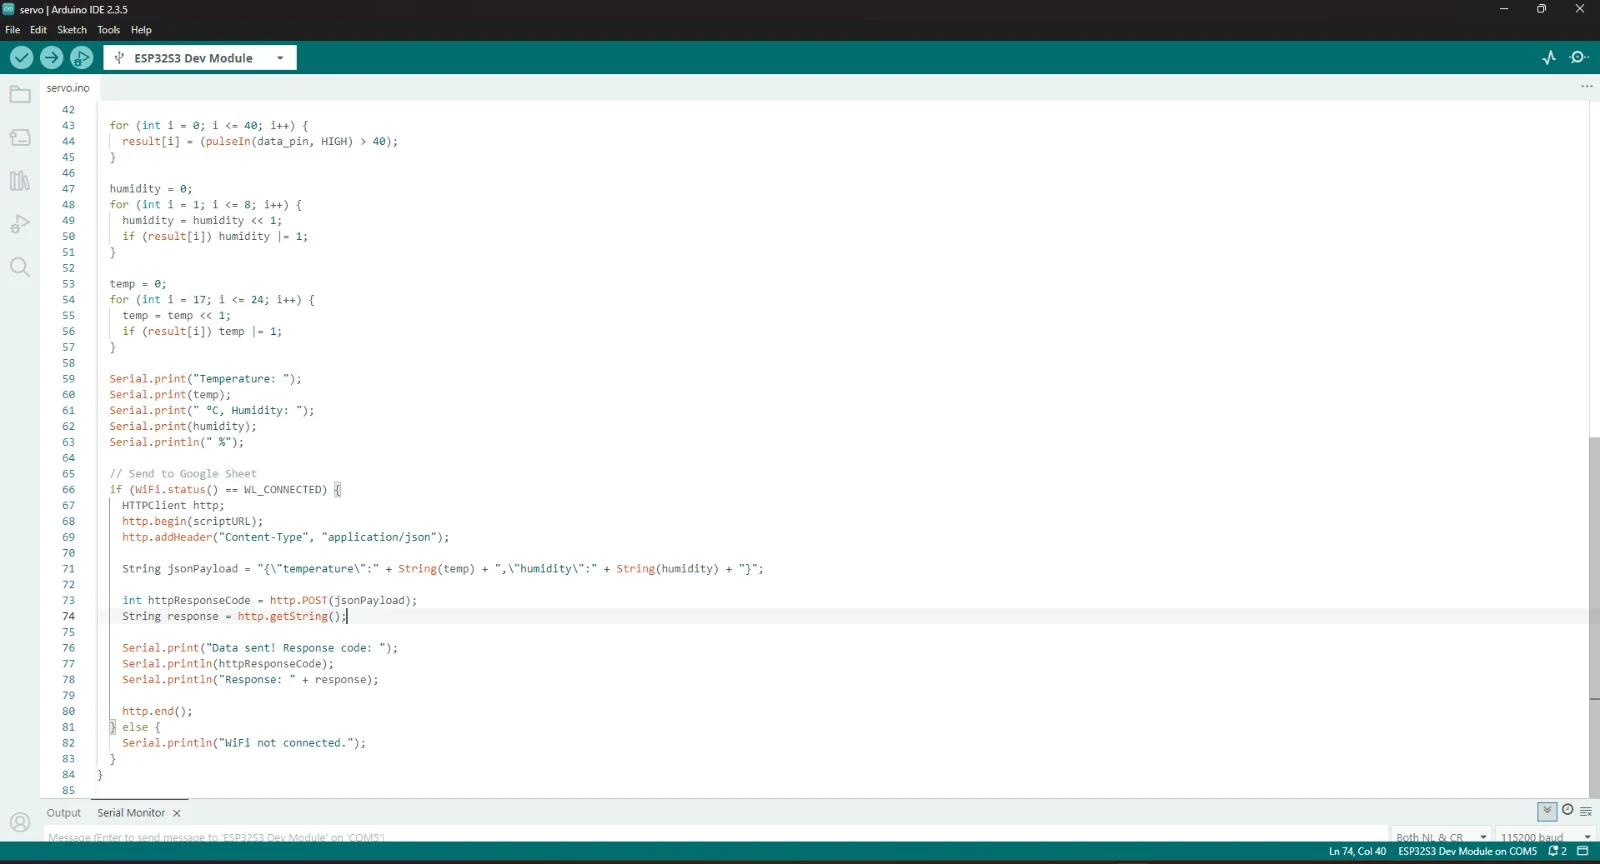 servo | Arduino IDE 2.3.5
File Edit Sketch Tools Help
ESP32S3 Dev Module
servo.ino
42
43 for (int i = 0; i <= 40; i++) {
44 result[i] = (pulseIn(data_pin, HIGH) > 40);
45 }
46
47 humidity = 0;
48 for (int i = 1; i <= 8; i++) {
49 humidity = humidity << 1;
50 if (result[i]) humidity |= 1;
51 }
52
53 temp = 0;
54 for (int i = 17; i <= 24; i++) {
55 temp = temp << 1;
56 if (result[i]) temp |= 1;
57 }
58
59 Serial.print("Temperature: ");
60 Serial.print(temp);
61 Serial.print(" °C, Humidity: ");
62 Serial.print(humidity);
63 Serial.println(" %");
64
65 // Send to Google Sheet
66 if (WiFi.status() == WL_CONNECTED) {
67 HTTPClient http;
68 http.begin(scriptURL);
69 http.addHeader("Content-Type", "application/json");
70
71 String jsonPayload = "{\"temperature\":" + String(temp) + ",\"humidity\":" + String(humidity) + "}";
72
73 int httpResponseCode = http.POST(jsonPayload);
74 String response = http.getString();
75
76 Serial.print("Data sent! Response code: ");
77 Serial.println(httpResponseCode);
78 Serial.println("Response: " + response);
79
80 http.end();
81 } else {
82 Serial.println("WiFi not connected.");
83 }
84 }
85
Output Serial Monitor
Message (Enter to send message to 'ESP32S3 Dev Module' on 'COM5') Both NL & CR 115200 baud
Ln 74, Col 40 ESP32S3 Dev Module on COM5 2